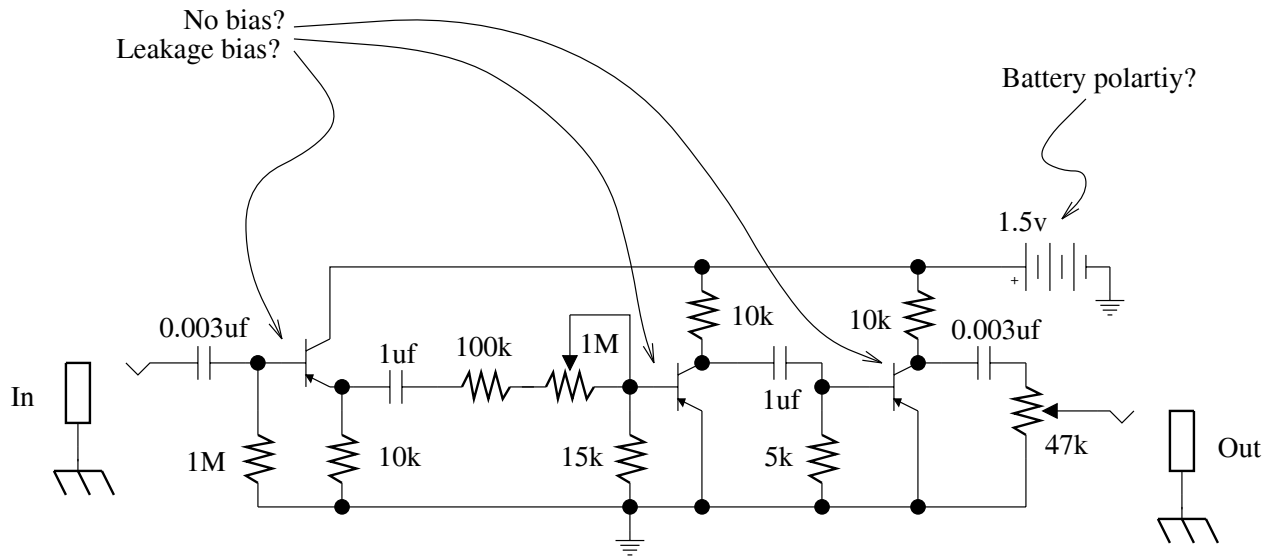 No bias?
Leakage bias?
Battery polartiy?
1.5v
+
0.003uf
1uf
100k
1M
10k
10k
0.003uf
In
1M
10k
15k
1uf
5k
47k
Out